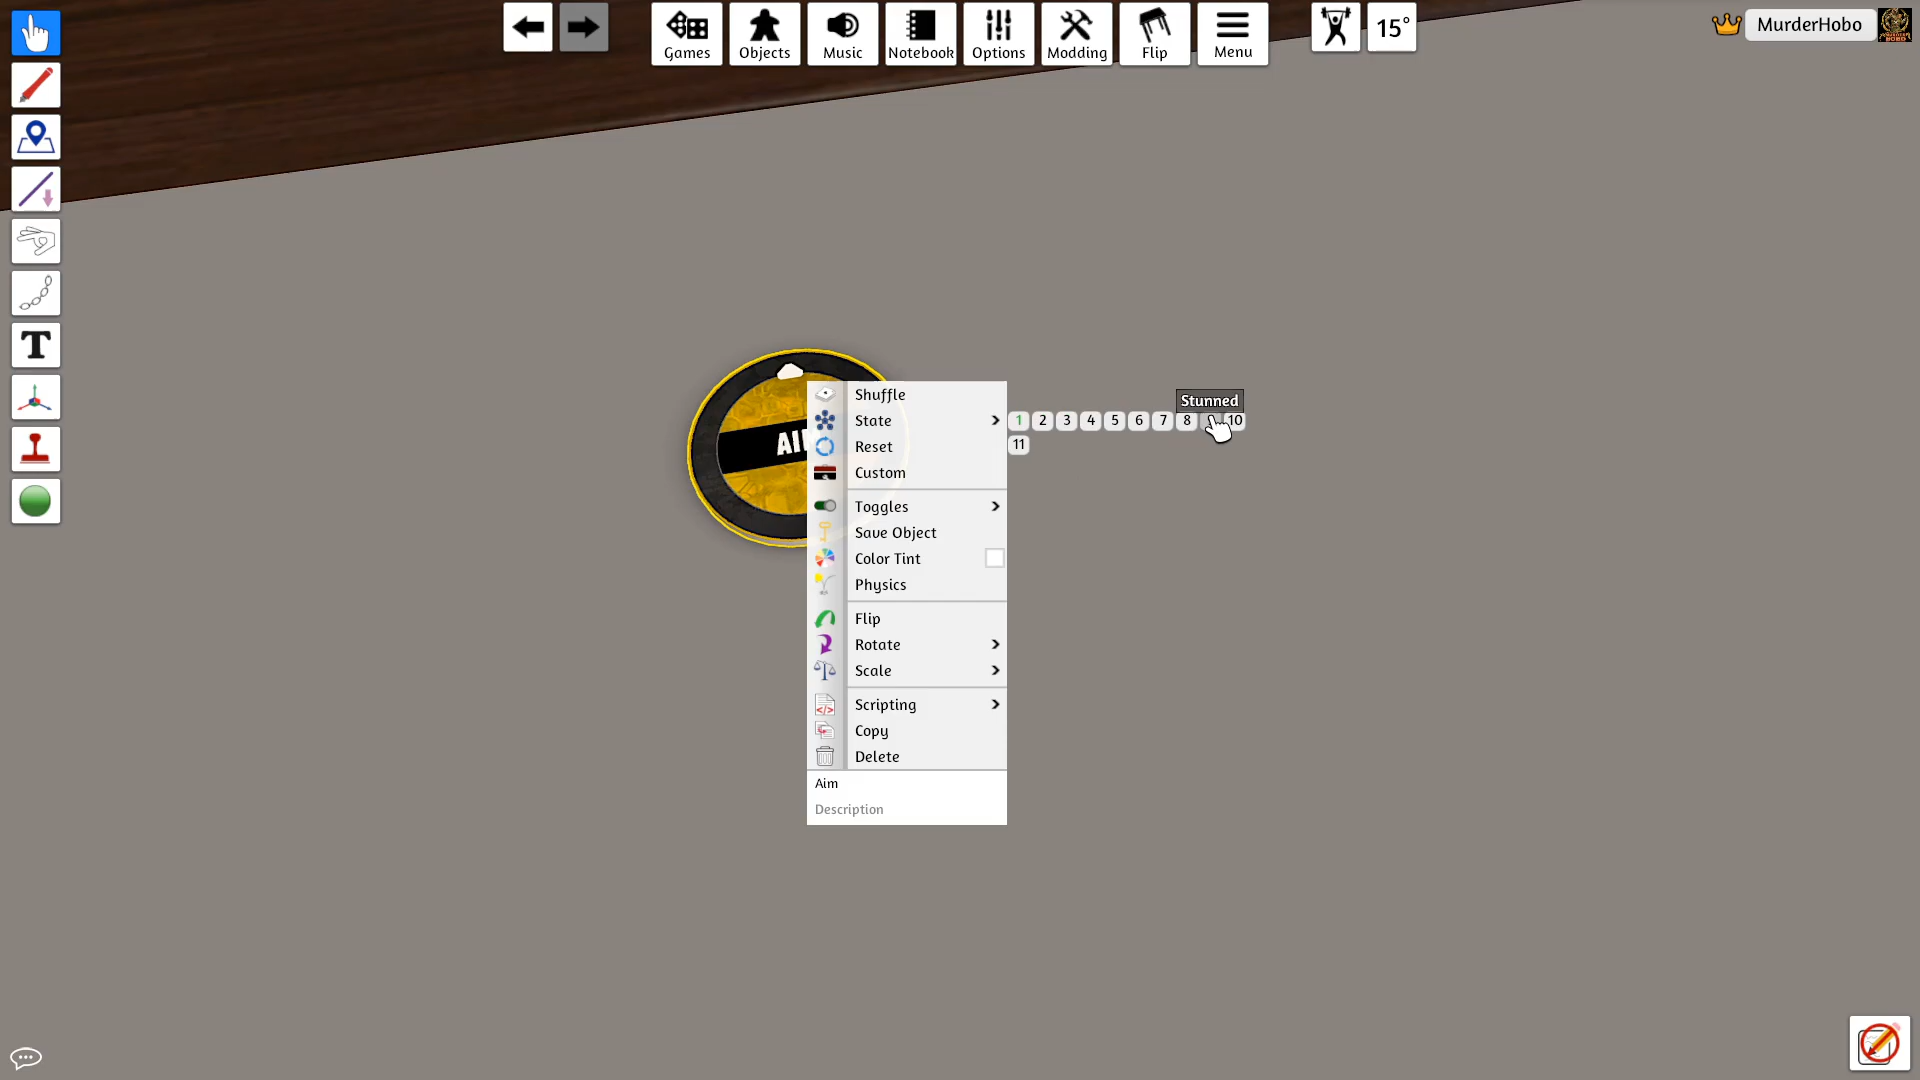 Games Objects Music Notebook Options Modding Flip Menu 15° MurderHobo
Shuffle
State 1 2 3 4 5 6 7 8 10
Stunned
11
Reset
Custom
Toggles
Save Object
Color Tint
Physics
Flip
Rotate
Scale
Scripting
Copy
Delete
Aim
Description
T